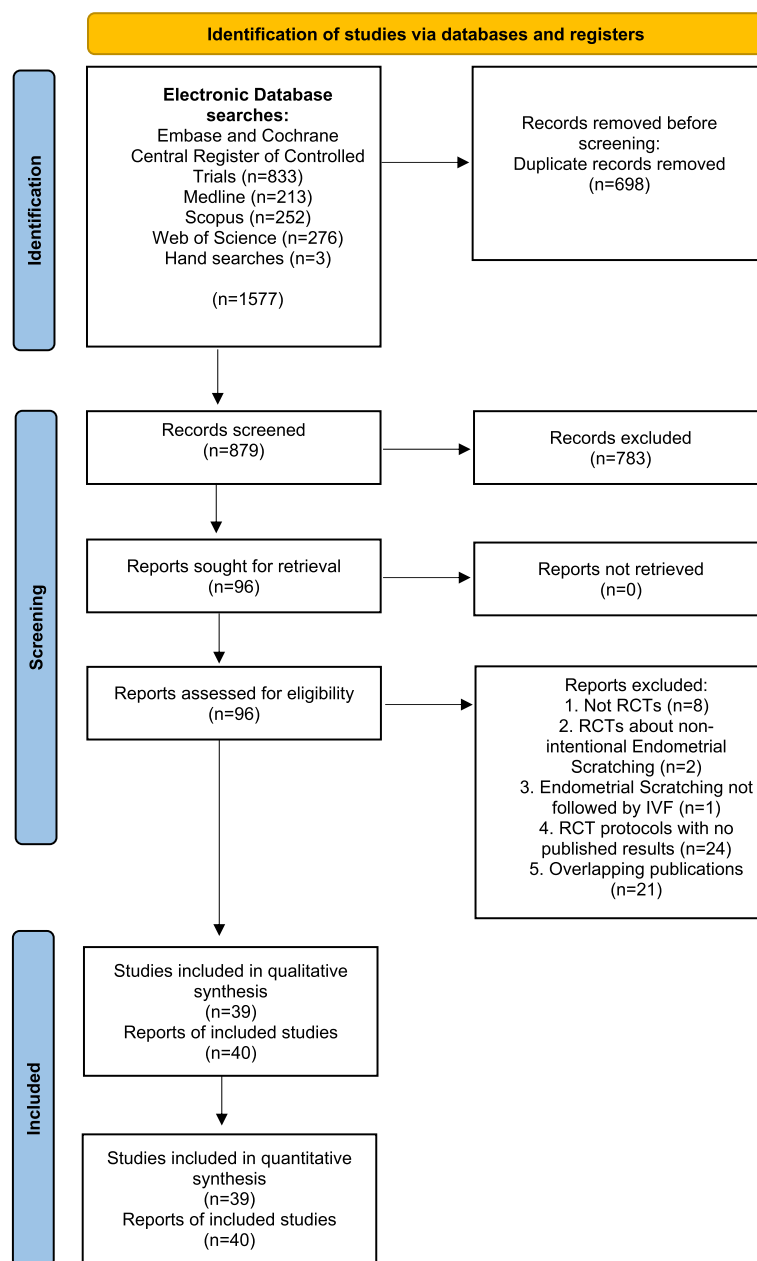 Identification of studies via databases and registers
Identification
Electronic Database
searches:
Embase and Cochrane
Central Register of Controlled
Trials (n=833)
Medline (n=213)
Scopus (n=252)
Web of Science (n=276)
Hand searches (n=3)
(n=1577)
Records removed before
screening:
Duplicate records removed
(n=698)
Screening
Records screened
(n=879)
Records excluded
(n=783)
Reports sought for retrieval
(n=96)
Reports not retrieved
(n=0)
Reports assessed for eligibility
(n=96)
Reports excluded:
1. Not RCTs (n=8)
2. RCTs about non-
intentional Endometrial
Scratching (n=2)
3. Endometrial Scratching not
followed by IVF (n=1)
4. RCT protocols with no
published results (n=24)
5. Overlapping publications
(n=21)
Included
Studies included in qualitative
synthesis
(n=39)
Reports of included studies
(n=40)
Studies included in quantitative
synthesis
(n=39)
Reports of included studies
(n=40)